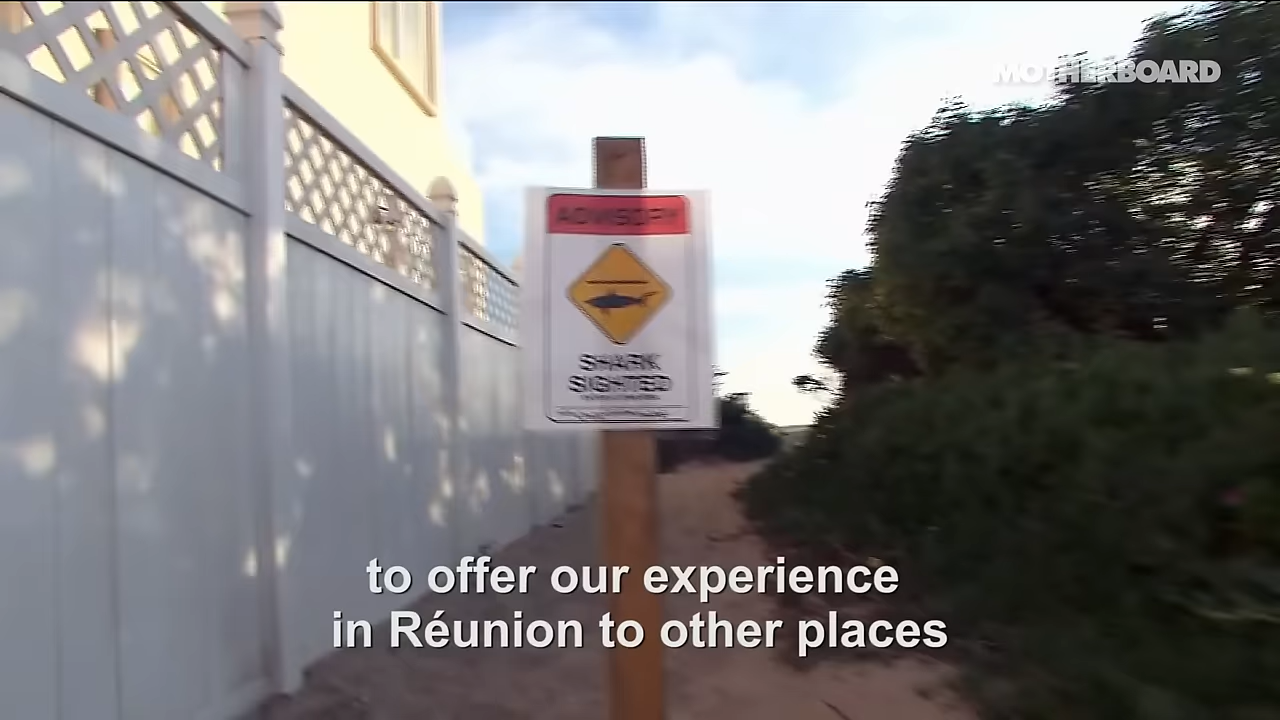 MOTHERBOARD
ADVISORY
SHARK
SIGHTED
to offer our experience
in Réunion to other places